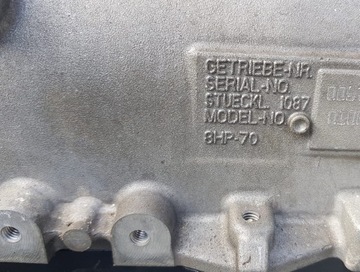 GETRIEBE-NR.
SERIAL-NO
STUECKL. 1087
MODEL-NO.
8HP-70